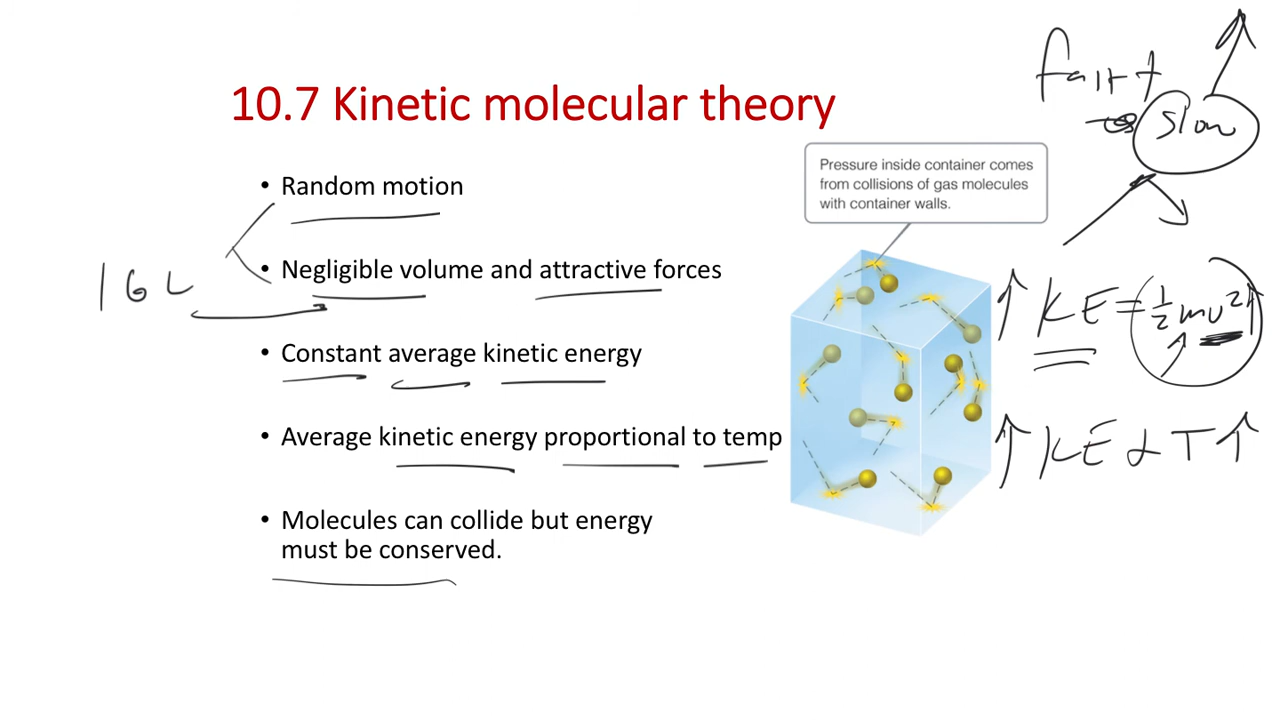 10.7 Kinetic molecular theory
slow
Pressure inside container comes
from collisions of gas molecules
with container walls.
• Random motion
• Negligible volume and attractive forces
IGL
• Constant average kinetic energy
• Average kinetic energy proportional to temp
• Molecules can collide but energy
must be conserved.
↑ KE = 1/2 mv²↑
↑ KE α T ↑